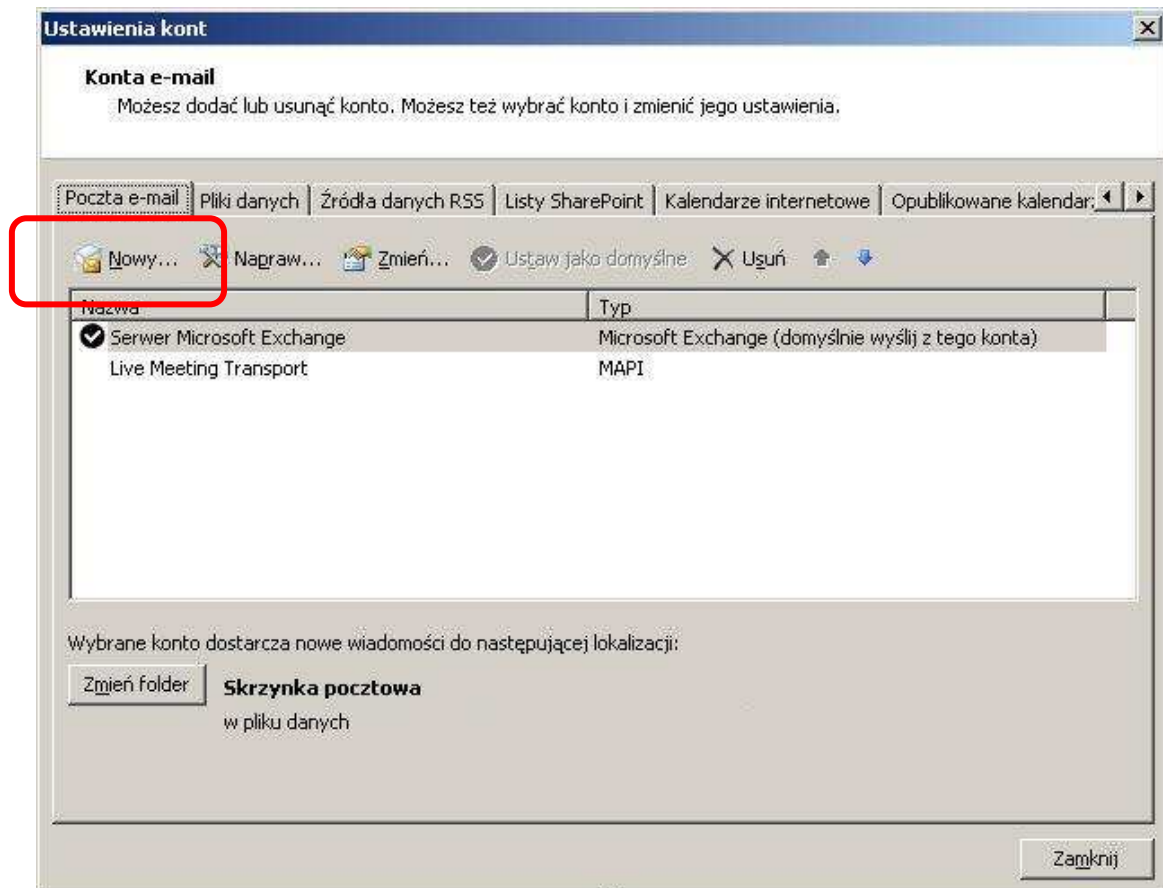 Ustawienia kont
Konta e-mail
Możesz dodać lub usunąć konto. Możesz też wybrać konto i zmienić jego ustawienia.
Poczta e-mail Pliki danych Źródła danych RSS Listy SharePoint Kalendarze internetowe Opublikowane kalendar
Nowy... Napraw... Zmień... Ustaw jako domyślne Usuń
Nazwa Typ
Serwer Microsoft Exchange Microsoft Exchange (domyślnie wyślij z tego konta)
Live Meeting Transport MAPI
Wybrane konto dostarcza nowe wiadomości do następującej lokalizacji:
Zmień folder Skrzynka pocztowa
w pliku danych
Zamknij